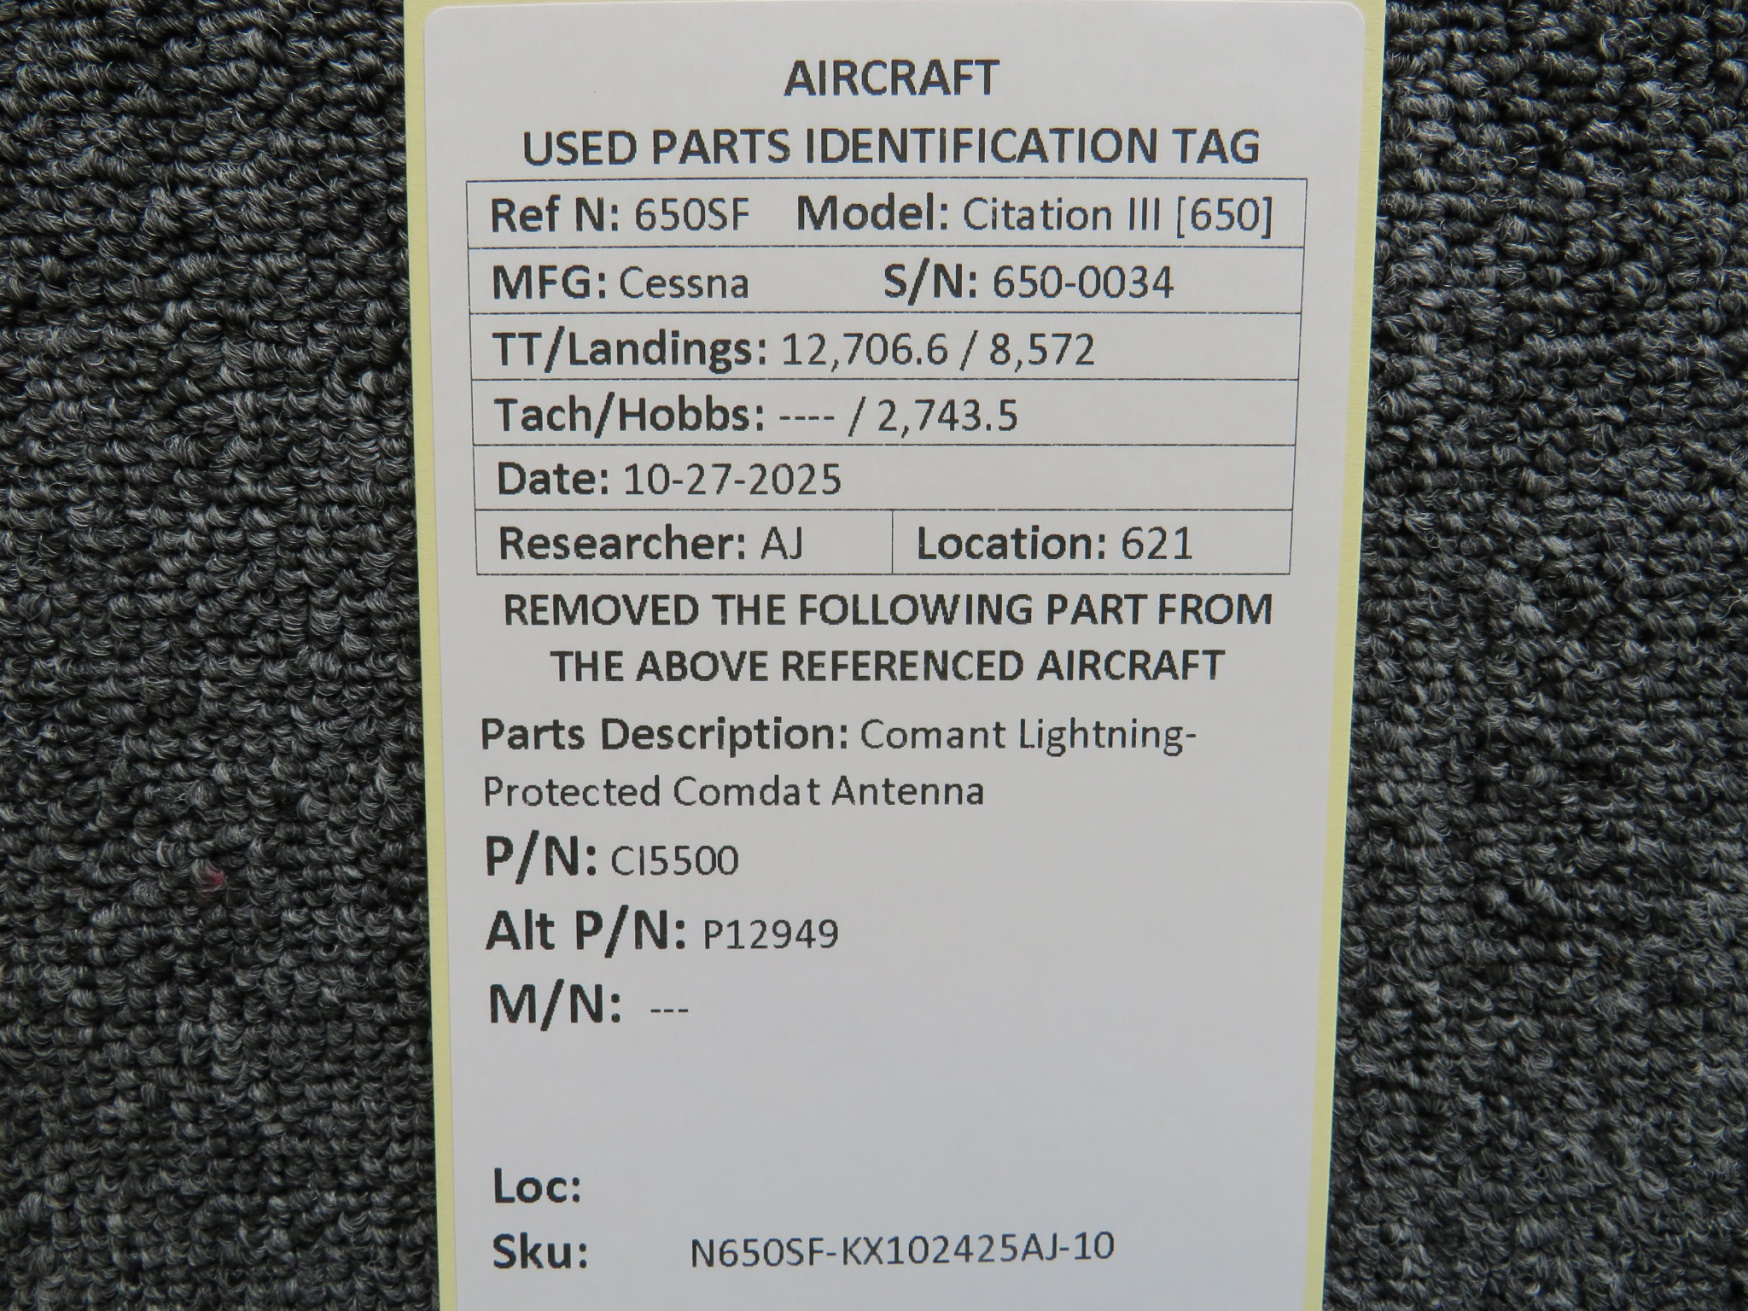 AIRCRAFT
USED PARTS IDENTIFICATION TAG
Ref N: 650SF Model: Citation III [650]
MFG: Cessna S/N: 650-0034
TT/Landings: 12,706.6 / 8,572
Tach/Hobbs: ---- / 2,743.5
Date: 10-27-2025
Researcher: AJ Location: 621
REMOVED THE FOLLOWING PART FROM
THE ABOVE REFERENCED AIRCRAFT
Parts Description: Comant Lightning-
Protected Comdat Antenna
P/N: CI5500
Alt P/N: P12949
M/N: ---
Loc:
Sku: N650SF-KX102425AJ-10